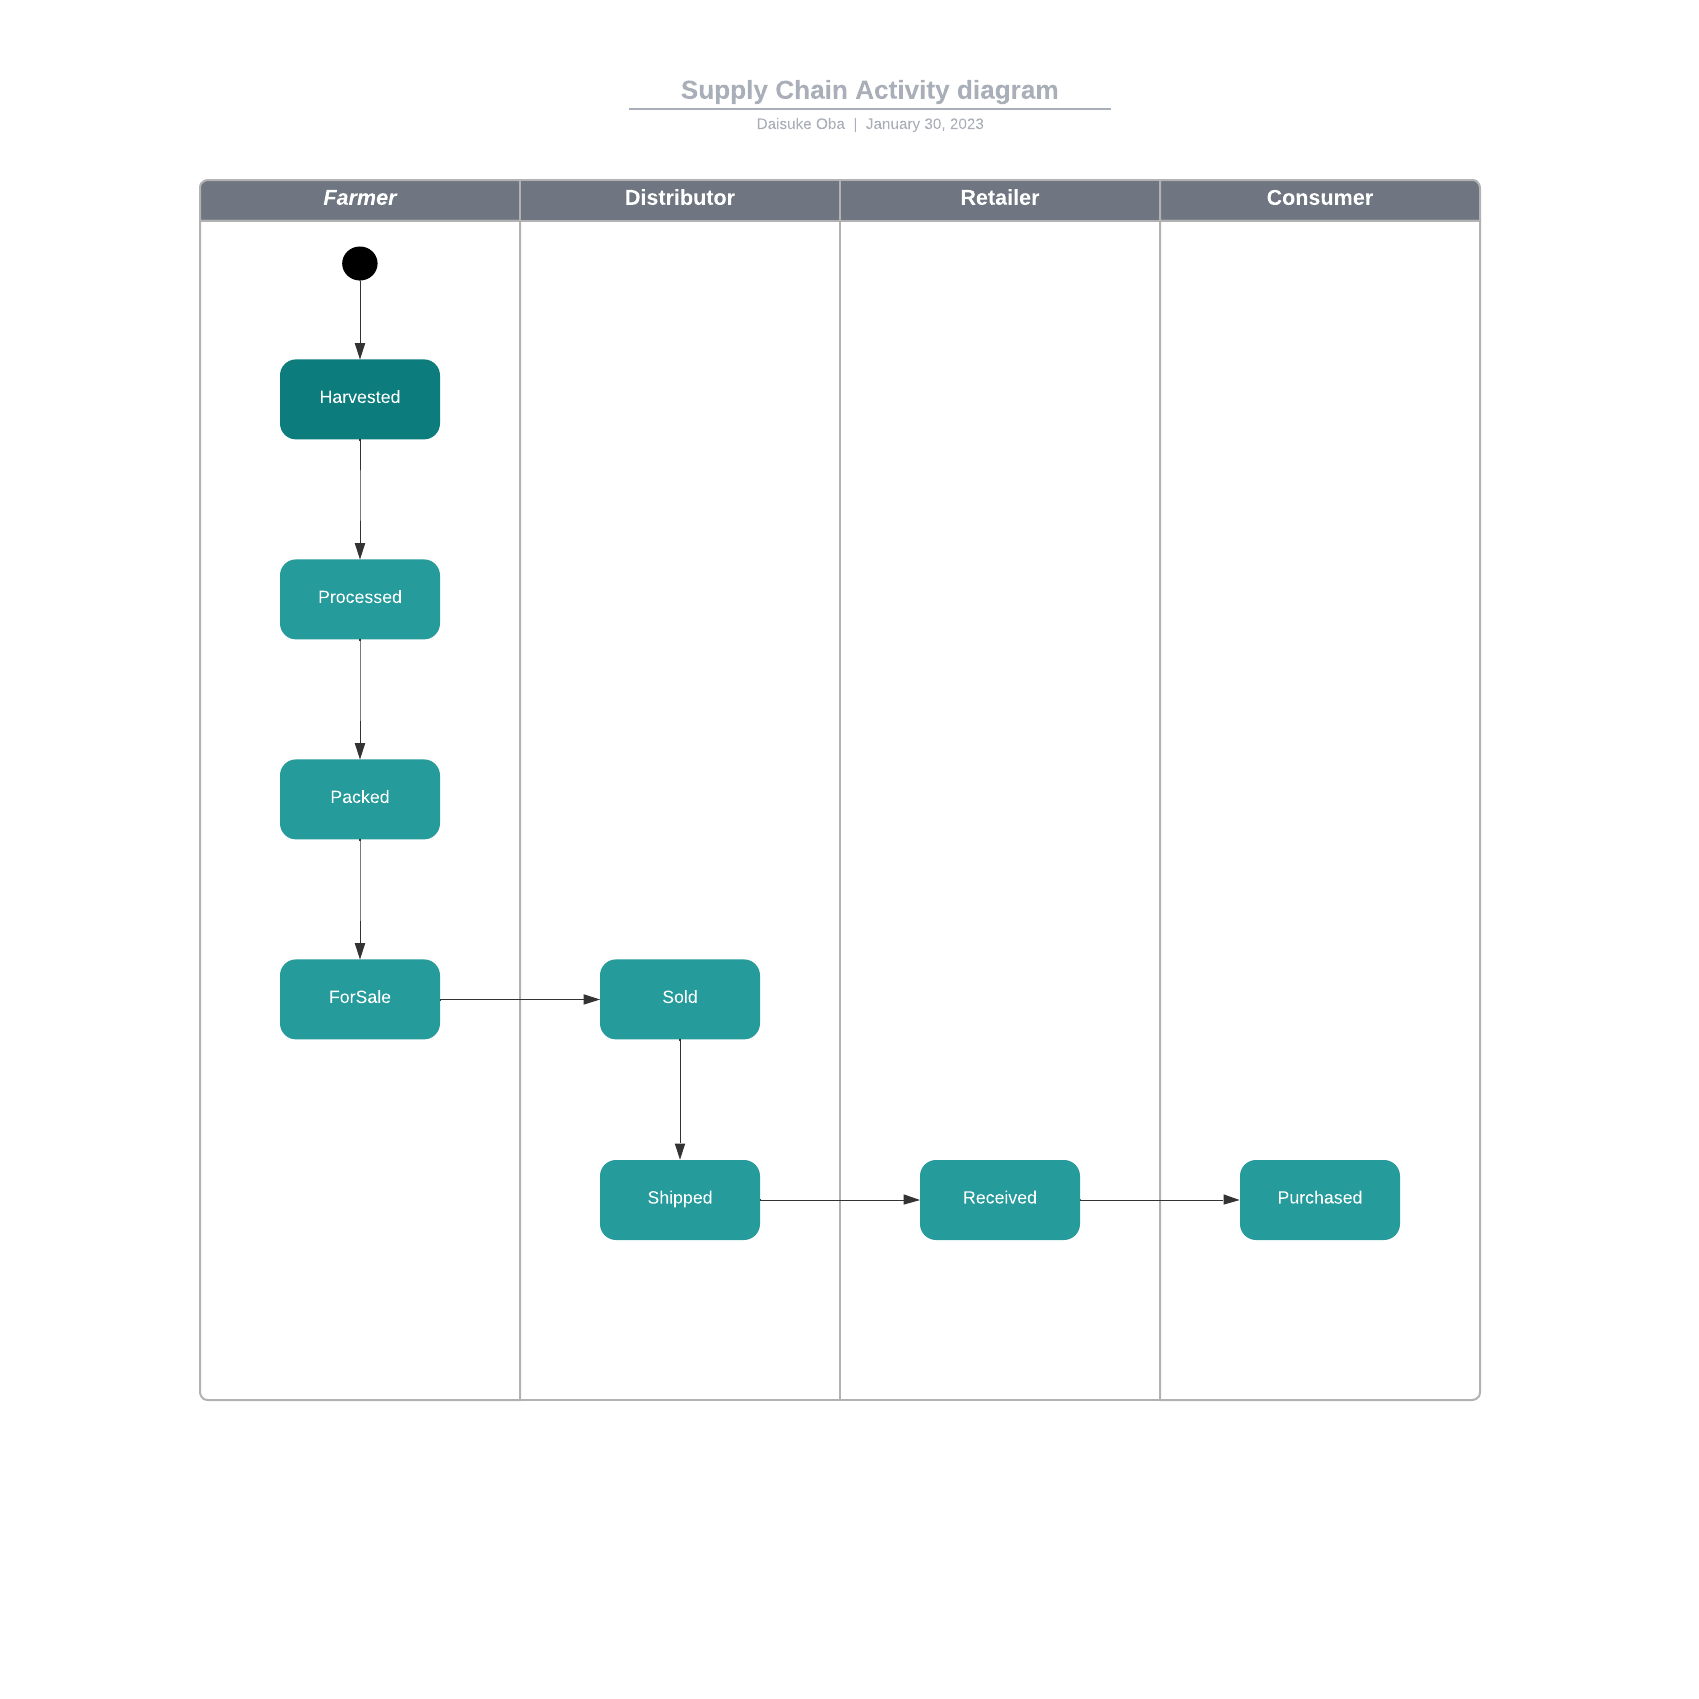 Supply Chain Activity diagram
Daisuke Oba | January 30, 2023
Farmer Distributor Retailer Consumer
Harvested
Processed
Packed
ForSale Sold
Shipped Received Purchased